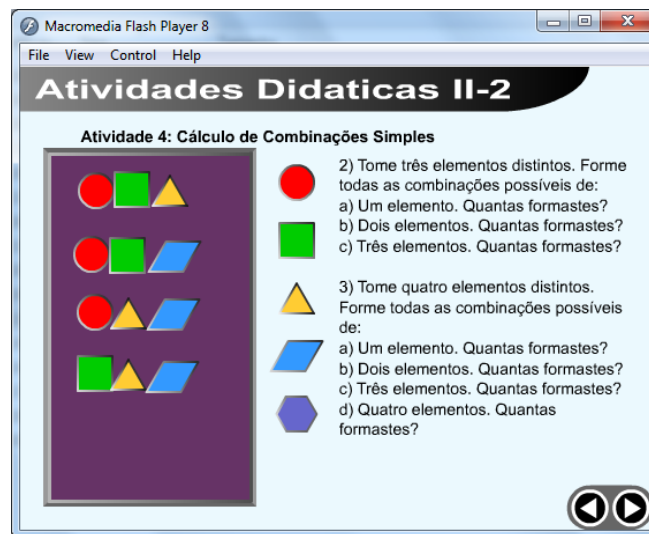 Macromedia Flash Player 8
File View Control Help
Atividades Didaticas II-2
Atividade 4: Cálculo de Combinações Simples
2) Tome três elementos distintos. Forme
todas as combinações possíveis de:
a) Um elemento. Quantas formastes?
b) Dois elementos. Quantas formastes?
c) Três elementos. Quantas formastes?
3) Tome quatro elementos distintos.
Forme todas as combinações possíveis
de:
a) Um elemento. Quantas formastes?
b) Dois elementos. Quantas formastes?
c) Três elementos. Quantas formastes?
d) Quatro elementos. Quantas
formastes?